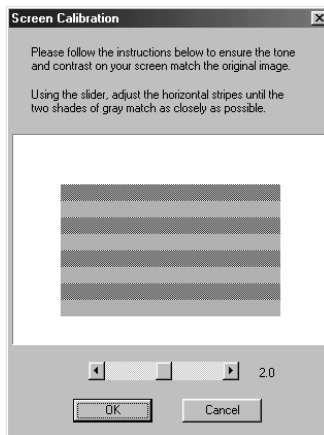 Screen Calibration
Please follow the instructions below to ensure the tone
and contrast on your screen match the original image.
Using the slider, adjust the horizontal stripes until the
two shades of gray match as closely as possible.
2.0
OK
Cancel